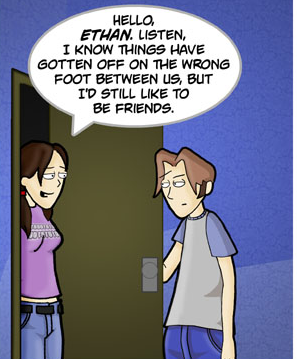 HELLO,
ETHAN. LISTEN,
I KNOW THINGS HAVE
GOTTEN OFF ON THE WRONG
FOOT BETWEEN US, BUT
I'D STILL LIKE TO
BE FRIENDS.